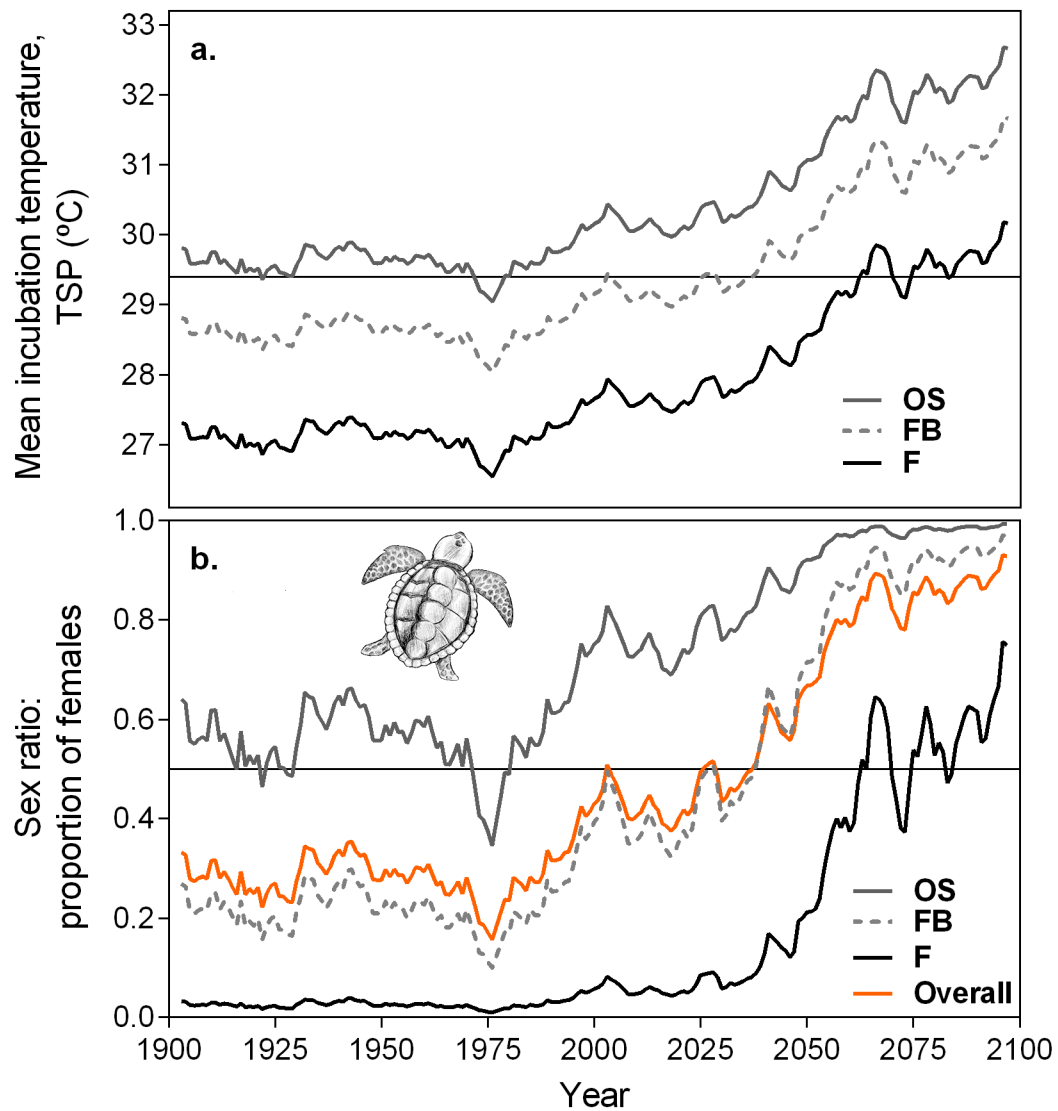 a.
Mean incubation temperature,
TSP (ºC)
33
32
31
30
29
28
27
OS
FB
F
b.
Sex ratio:
proportion of females
1.0
0.8
0.6
0.4
0.2
0.0
OS
FB
F
Overall
1900 1925 1950 1975 2000 2025 2050 2075 2100
Year